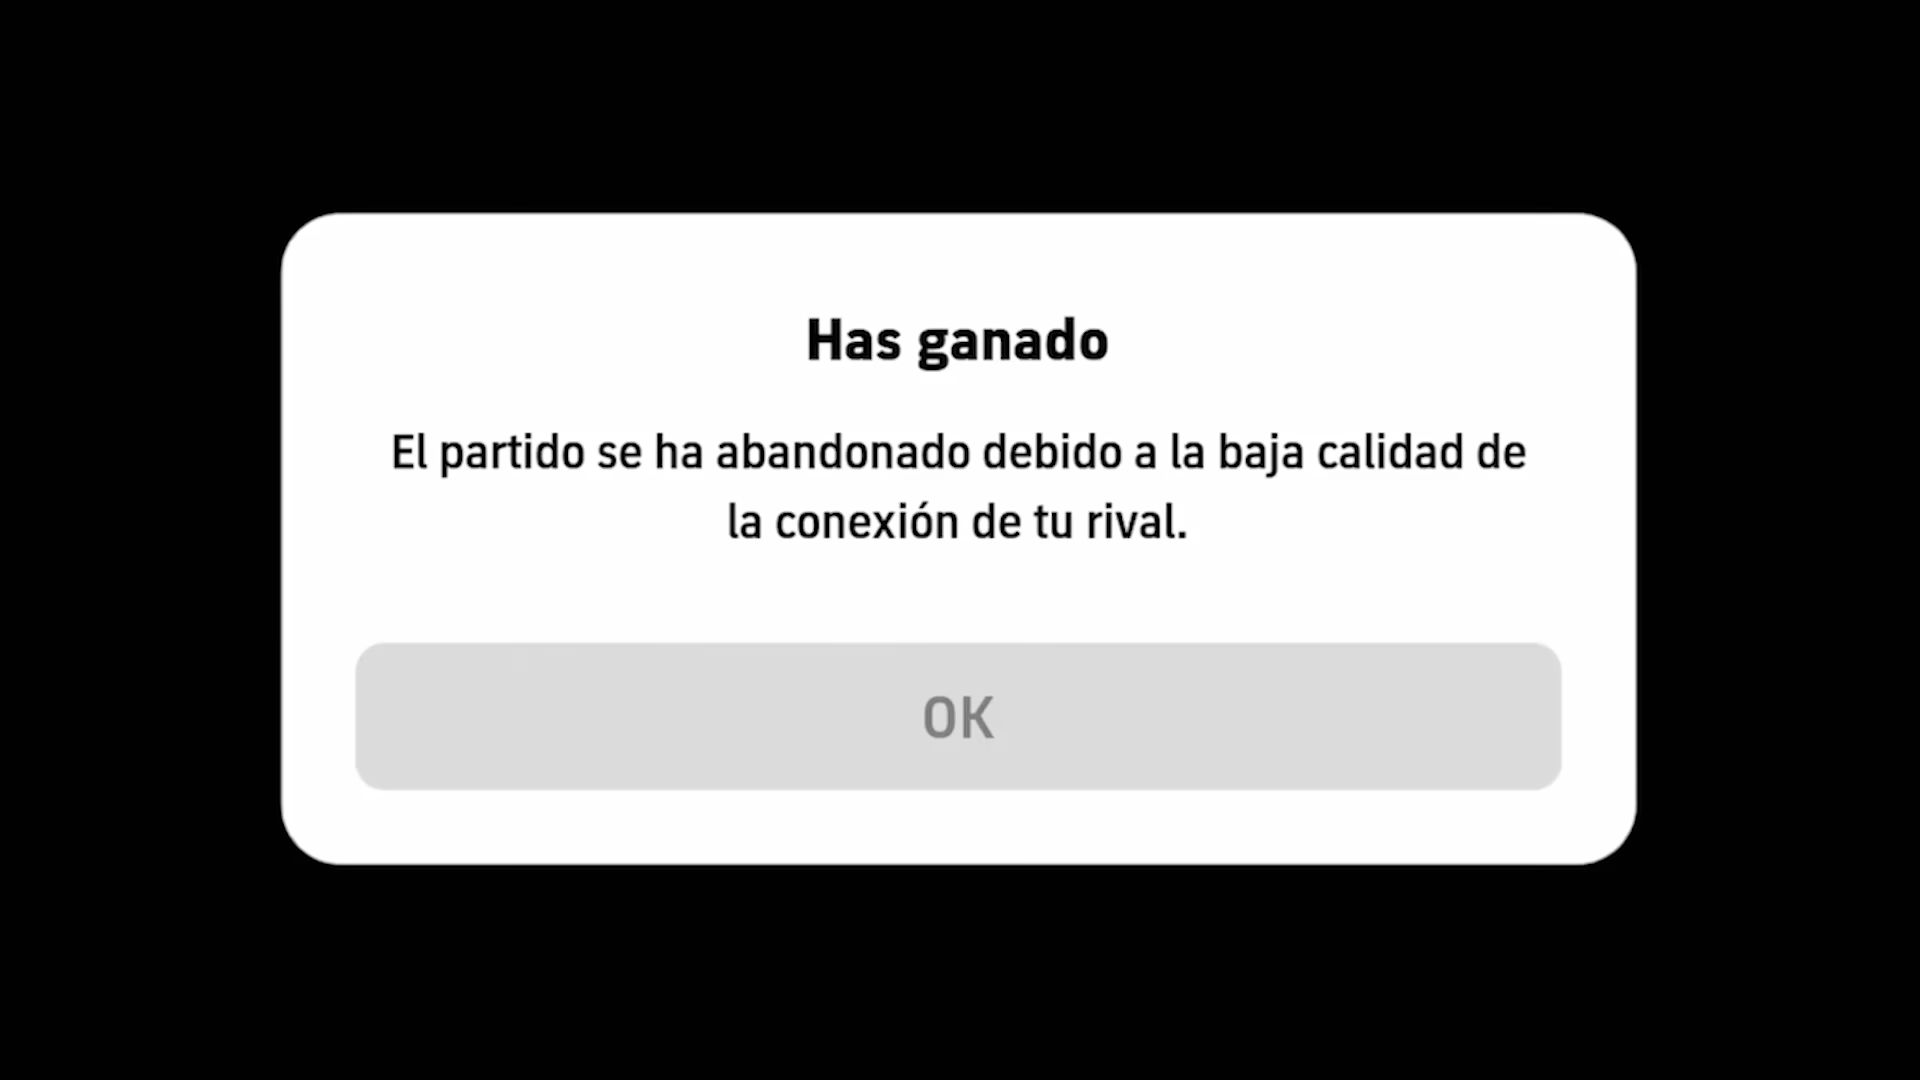 Has ganado
El partido se ha abandonado debido a la baja calidad de
la conexión de tu rival.
OK